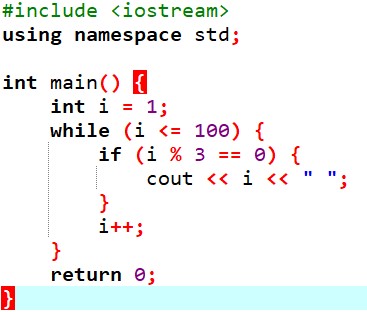 #include <iostream>
using namespace std;

int main() {
    int i = 1;
    while (i <= 100) {
        if (i % 3 == 0) {
            cout << i << " ";
        }
        i++;
    }
    return 0;
}